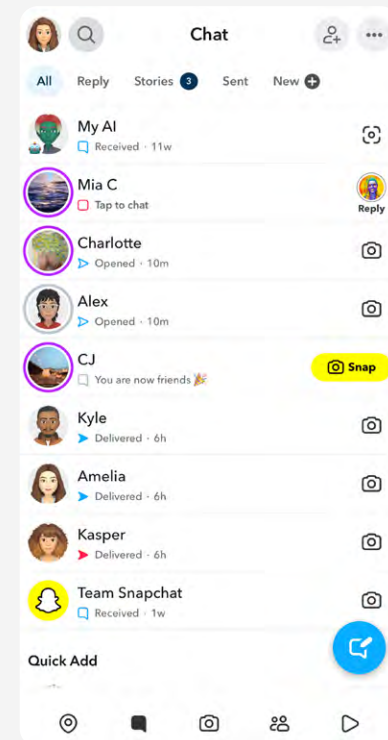 Chat
All Reply Stories 3 Sent New
My AI
Received · 11w
Mia C
Tap to chat
Reply
Charlotte
Opened · 10m
Alex
Opened · 10m
CJ
You are now friends 🎉
Snap
Kyle
Delivered · 6h
Amelia
Delivered · 6h
Kasper
Delivered · 6h
Team Snapchat
Received · 1w
Quick Add